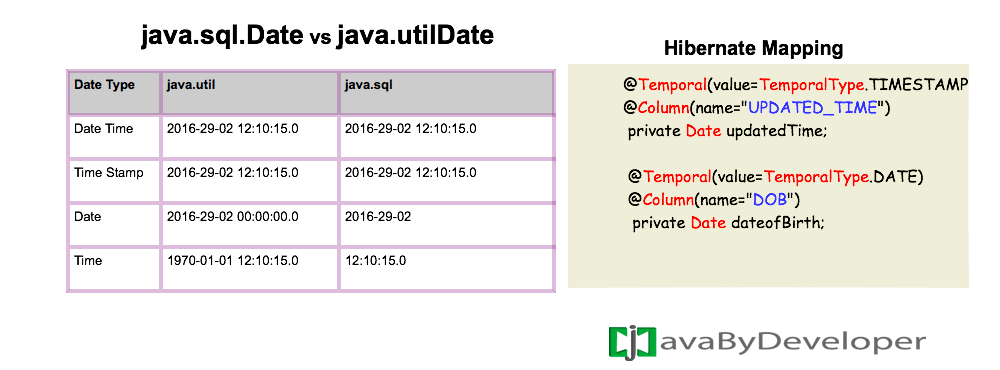 java.sql.Date vs java.utilDate
Date Type java.util java.sql
Date Time 2016-29-02 12:10:15.0 2016-29-02 12:10:15.0
Time Stamp 2016-29-02 12:10:15.0 2016-29-02 12:10:15.0
Date 2016-29-02 00:00:00.0 2016-29-02
Time 1970-01-01 12:10:15.0 12:10:15.0
Hibernate Mapping
@Temporal(value=TemporalType.TIMESTAMP
@Column(name="UPDATED_TIME")
private Date updatedTime;
@Temporal(value=TemporalType.DATE)
@Column(name="DOB")
private Date dateofBirth;
javaByDeveloper